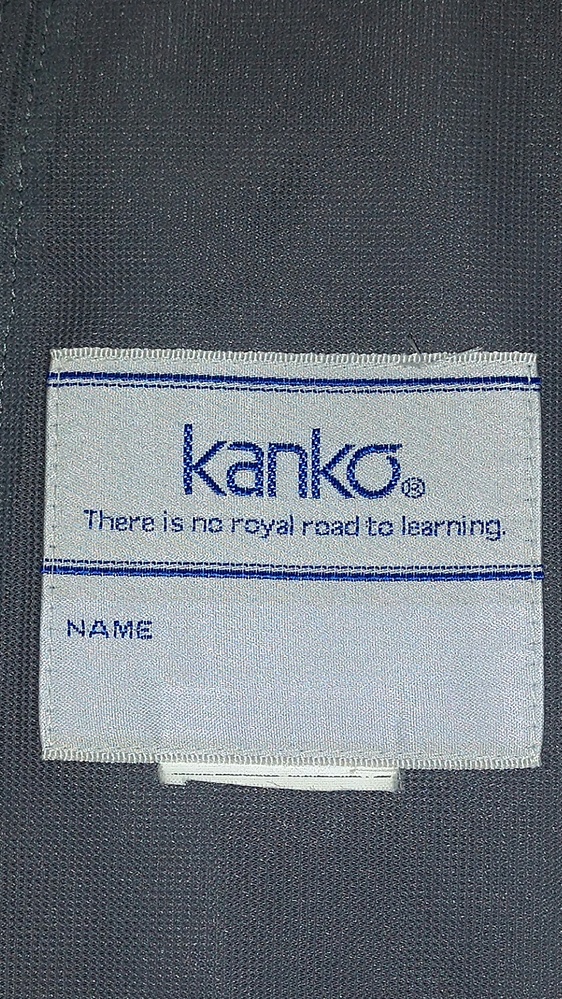 kanko®
There is no royal road to learning.
NAME